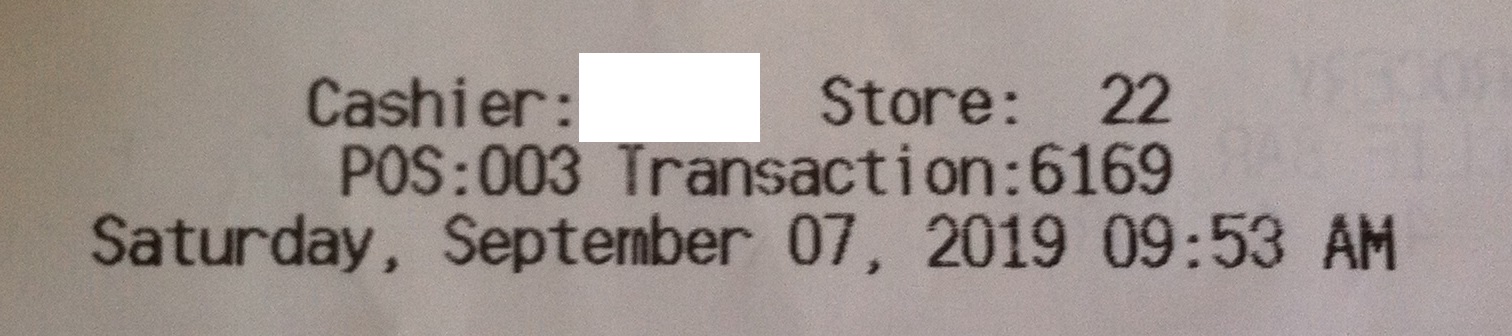 Cashier: Store: 22
POS:003 Transaction:6169
Saturday, September 07, 2019 09:53 AM